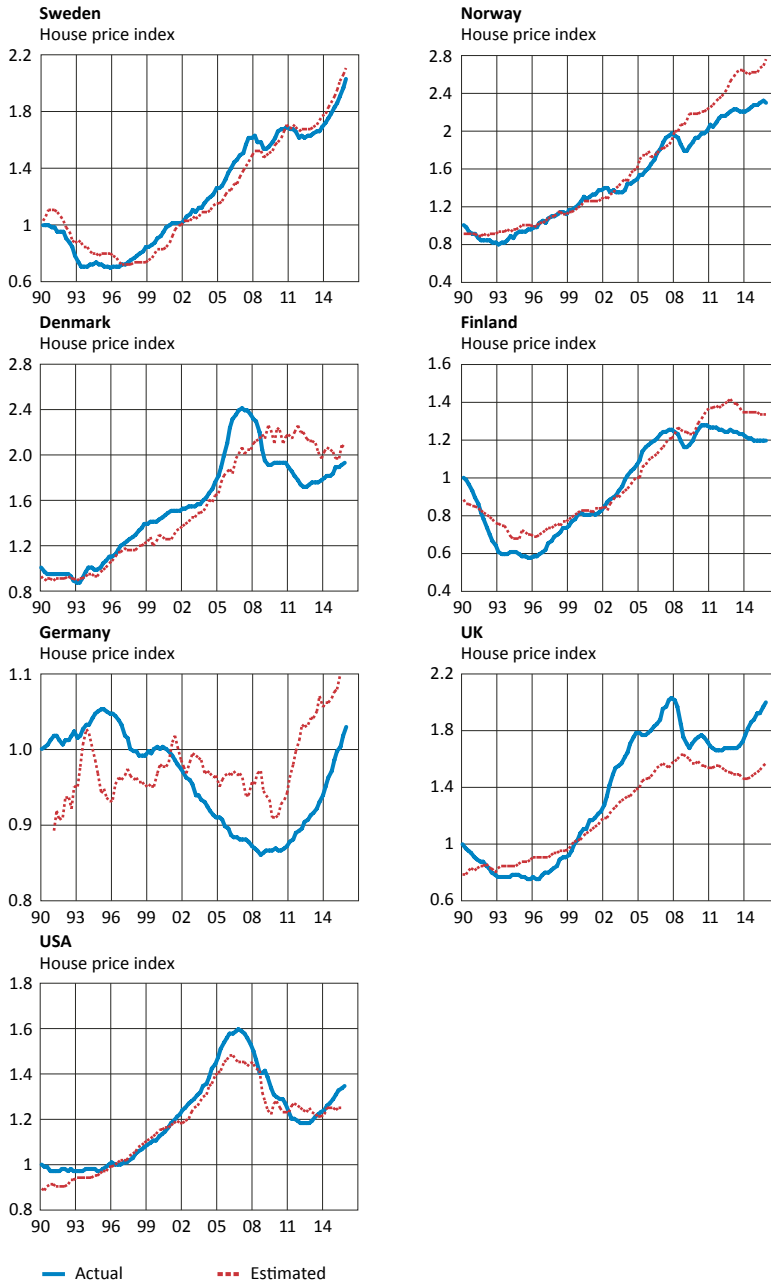 Sweden
House price index
2.2
1.8
1.4
1
0.6
90 93 96 99 02 05 08 11 14
Norway
House price index
2.8
2.4
2
1.6
1.2
0.8
0.4
90 93 96 99 02 05 08 11 14
Denmark
House price index
2.8
2.4
2.0
1.6
1.2
0.8
90 93 96 99 02 05 08 11 14
Finland
House price index
1.6
1.4
1.2
1
0.8
0.6
0.4
90 93 96 99 02 05 08 11 14
Germany
House price index
1.1
1.0
0.9
0.8
90 93 96 99 02 05 08 11 14
UK
House price index
2.2
1.8
1.4
1
0.6
90 93 96 99 02 05 08 11 14
USA
House price index
1.8
1.6
1.4
1.2
1
0.8
90 93 96 99 02 05 08 11 14
Actual Estimated